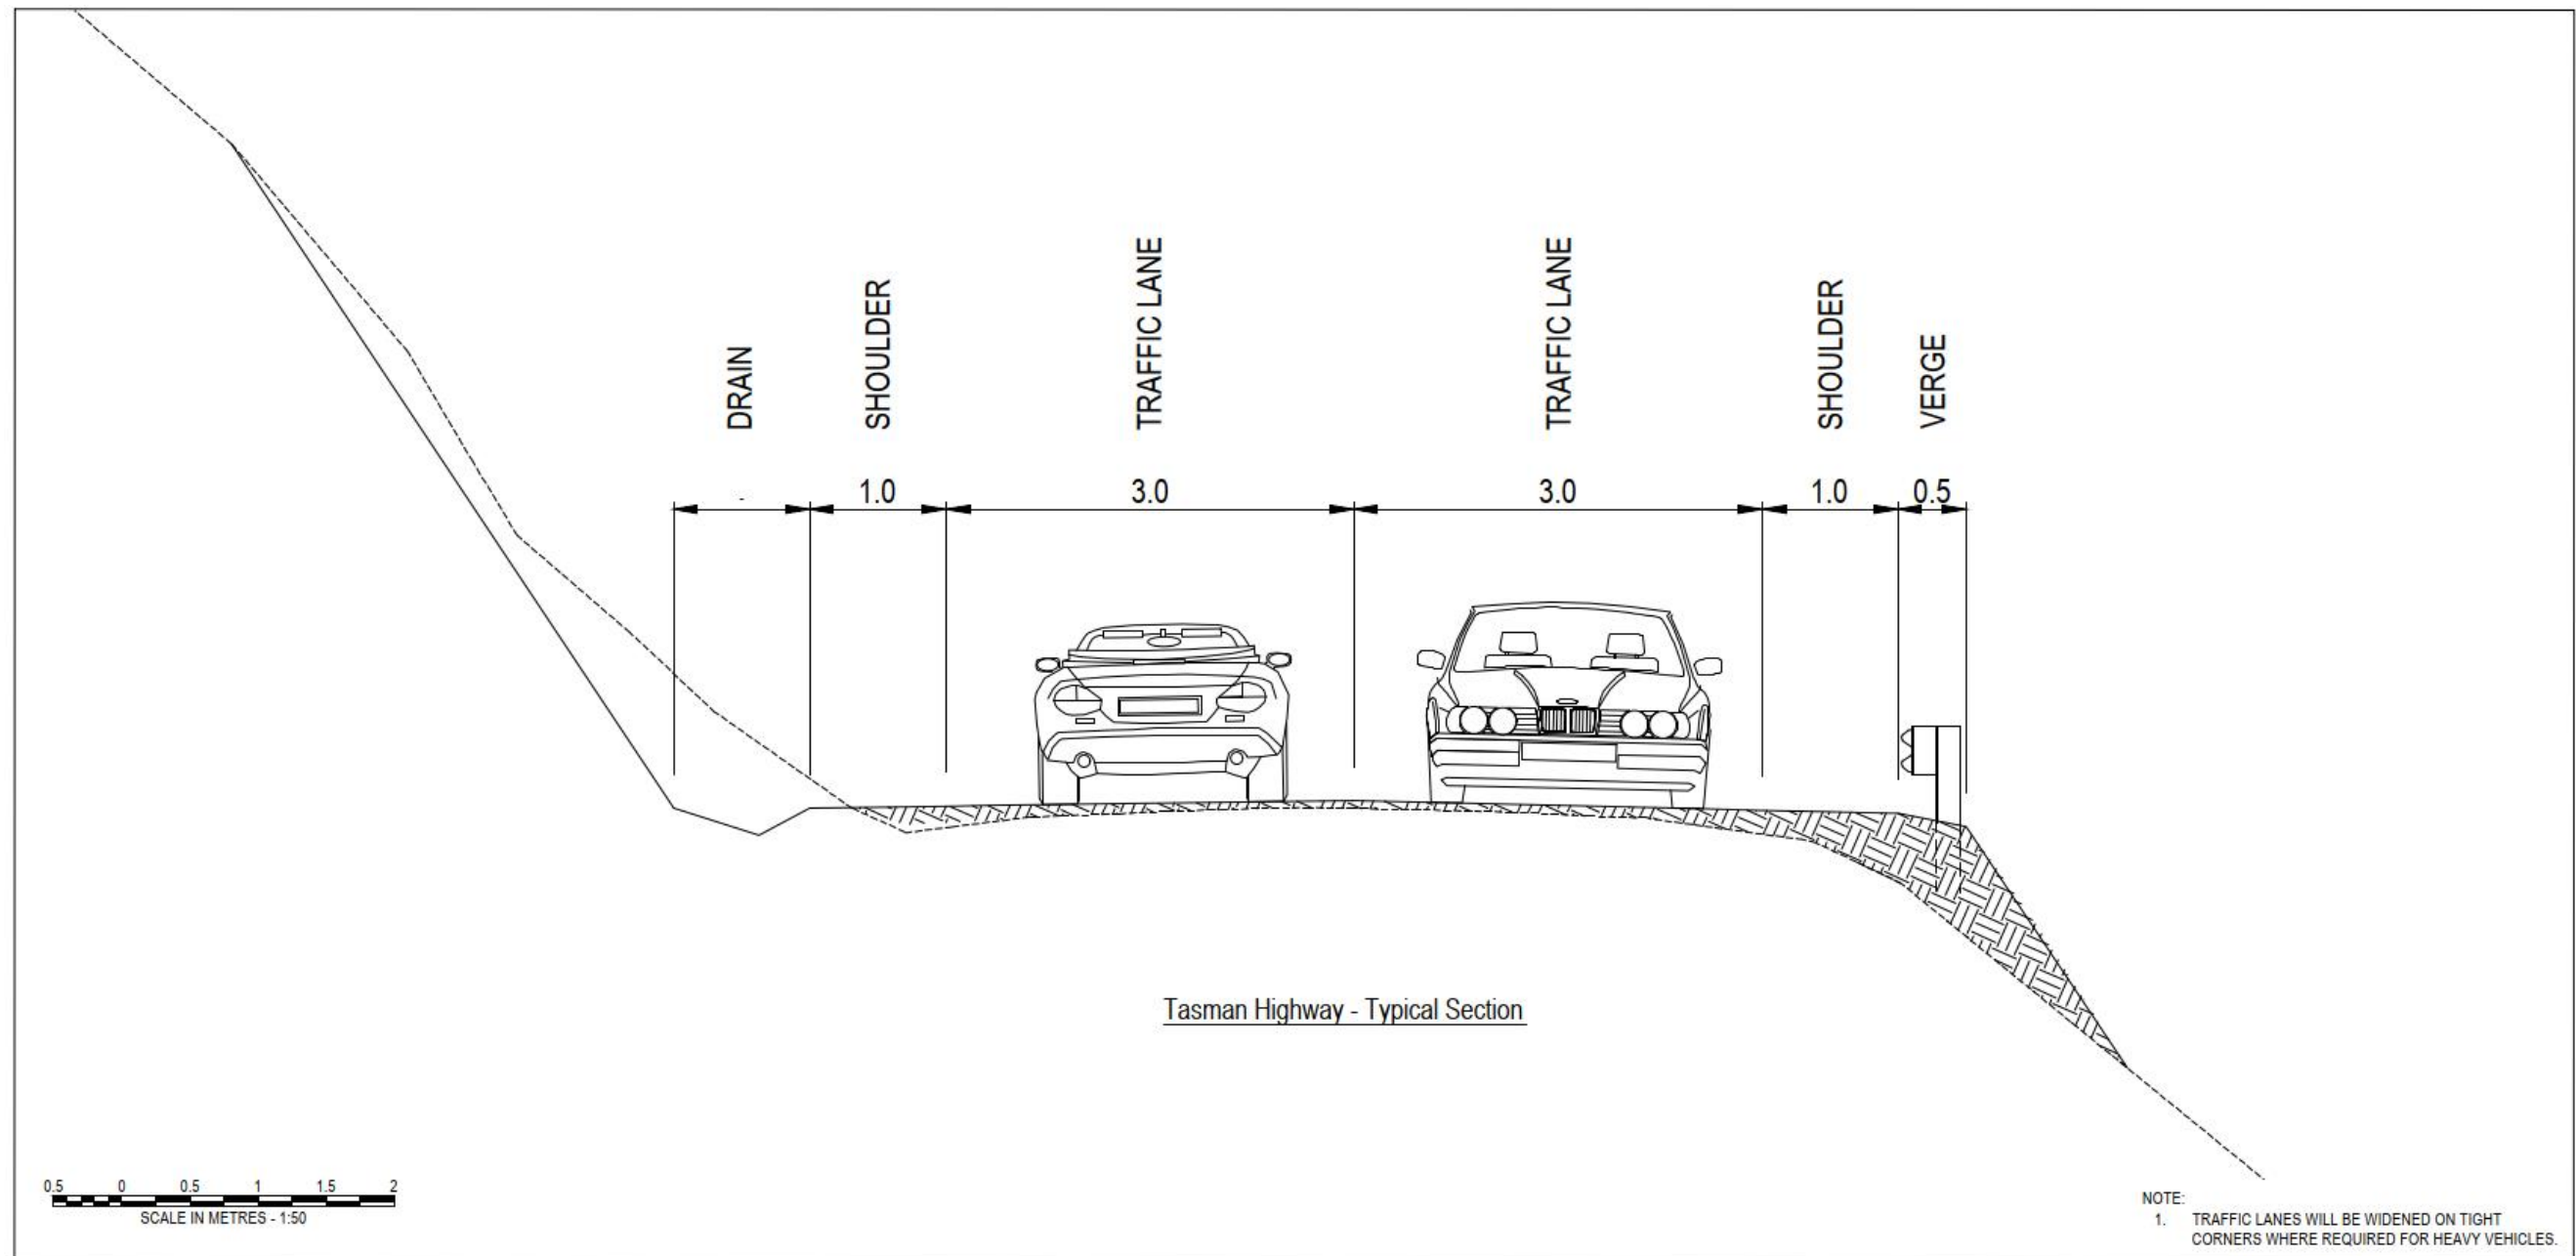 DRAIN
SHOULDER
TRAFFIC LANE
TRAFFIC LANE
SHOULDER
VERGE
-
1.0
3.0
3.0
1.0
0.5
Tasman Highway - Typical Section
0.5 0 0.5 1 1.5 2
SCALE IN METRES - 1:50
NOTE:
1. TRAFFIC LANES WILL BE WIDENED ON TIGHT
CORNERS WHERE REQUIRED FOR HEAVY VEHICLES.